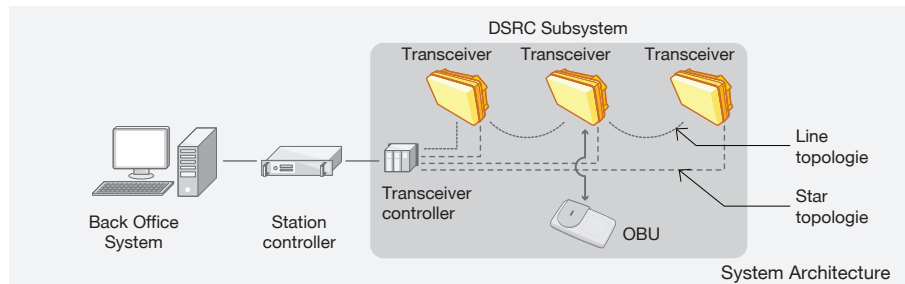 DSRC Subsystem
Transceiver
Transceiver
Transceiver
Line
topologie
Transceiver
controller
Star
topologie
Back Office
System
Station
controller
OBU
System Architecture